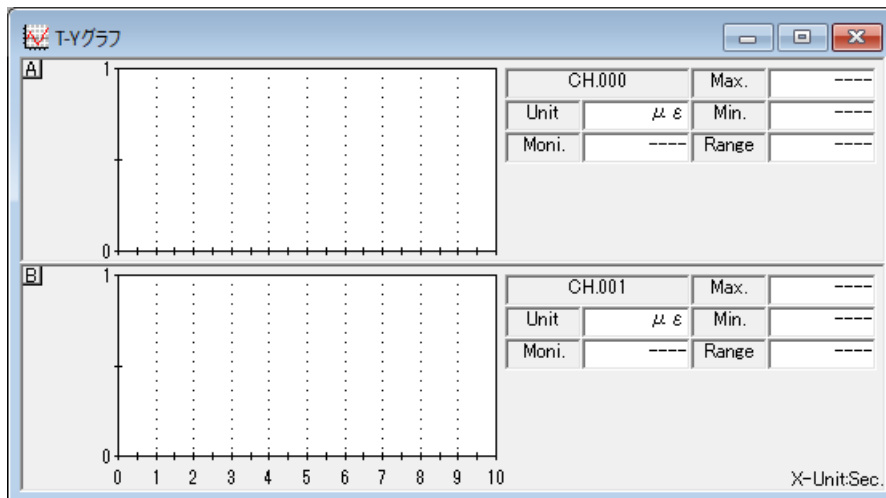 T-Yグラフ
A
1
0
CH.000 Max. ----
Unit μ ε Min. ----
Moni. ---- Range ----
B
1
0
0 1 2 3 4 5 6 7 8 9 10
CH.001 Max. ----
Unit μ ε Min. ----
Moni. ---- Range ----
X-Unit:Sec.